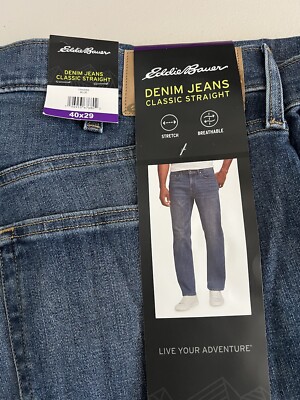 Eddie Bauer
DENIM JEANS
CLASSIC STRAIGHT
40x29
Eddie Bauer
DENIM JEANS
CLASSIC STRAIGHT
STRETCH
BREATHABLE
LIVE YOUR ADVENTURE